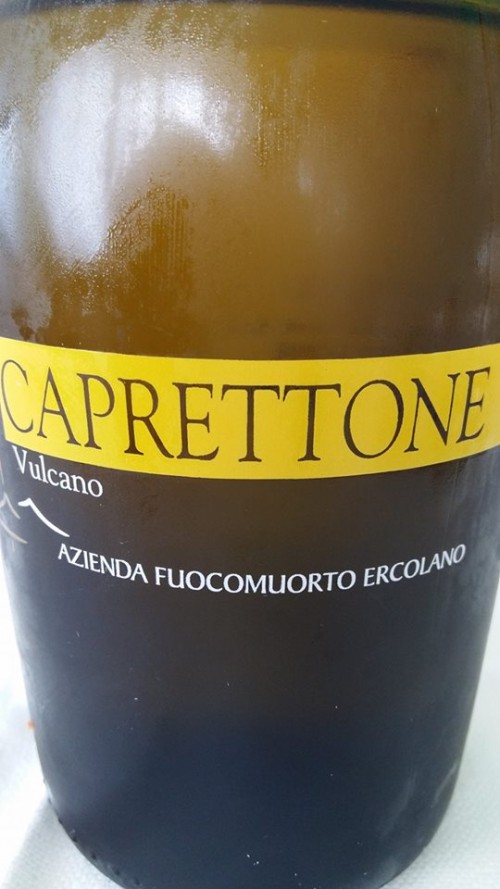 CAPRETTONE
Vulcano
AZIENDA FUOCOMUORTO ERCOLANO